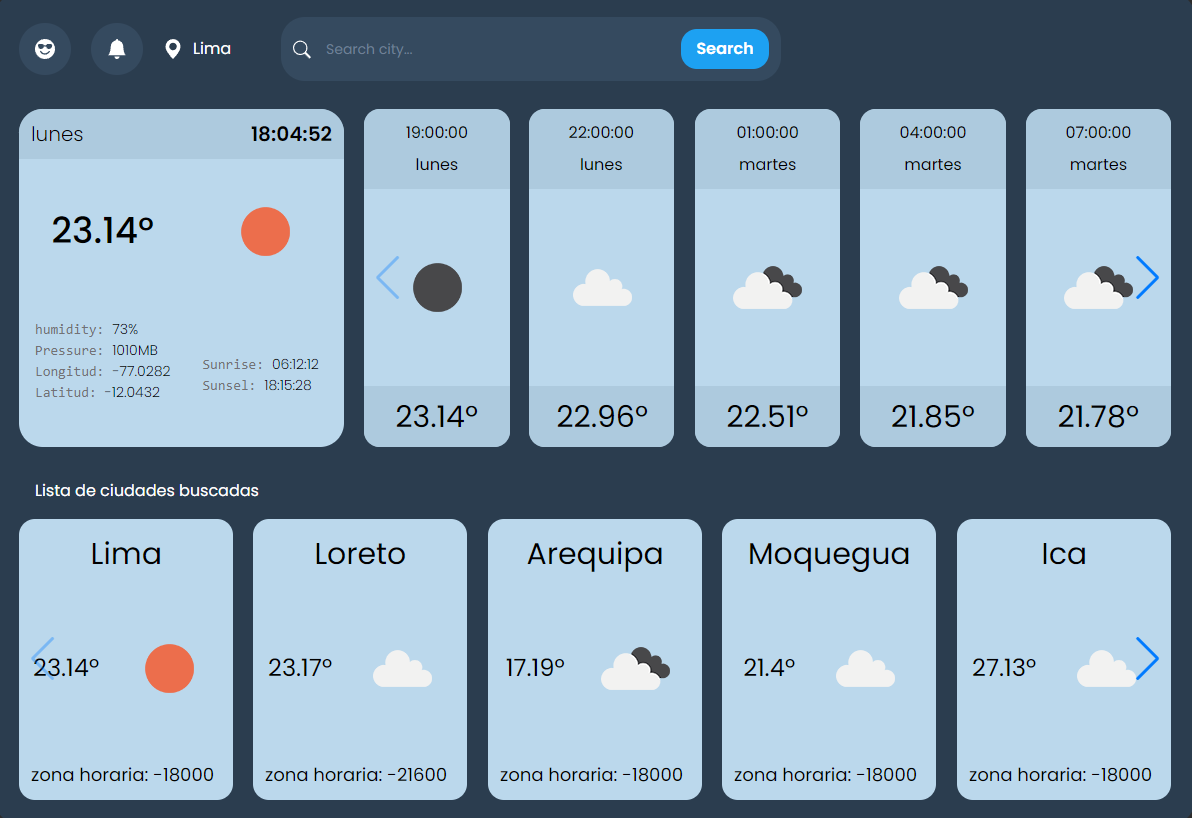 Lima
Search city...
Search
lunes 18:04:52
23.14°
humidity: 73%
Pressure: 1010MB
Longitud: -77.0282
Latitud: -12.0432
Sunrise: 06:12:12
Sunsel: 18:15:28
19:00:00
lunes
23.14°
22:00:00
lunes
22.96°
01:00:00
martes
22.51°
04:00:00
martes
21.85°
07:00:00
martes
21.78°
Lista de ciudades buscadas
Lima
23.14°
zona horaria: -18000
Loreto
23.17°
zona horaria: -21600
Arequipa
17.19°
zona horaria: -18000
Moquegua
21.4°
zona horaria: -18000
Ica
27.13°
zona horaria: -18000